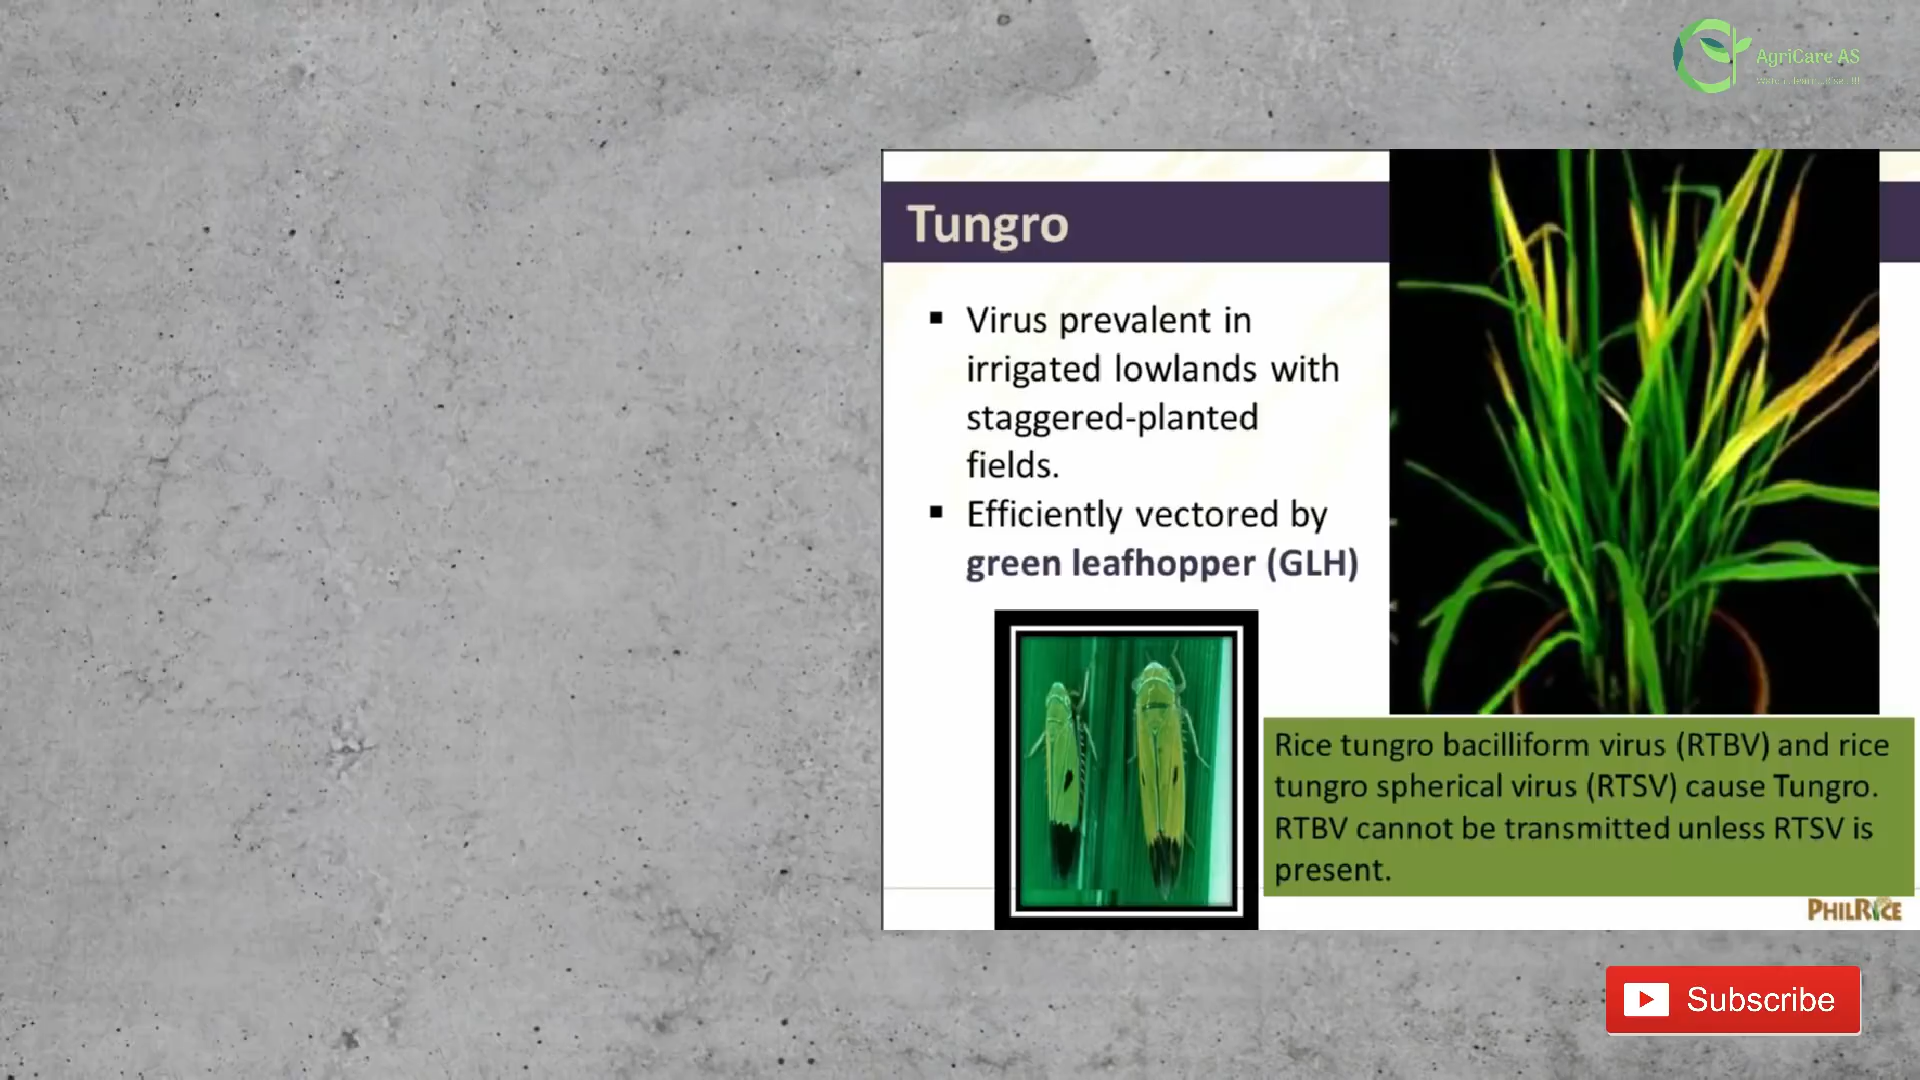 AgriCare AS
Tungro
▪ Virus prevalent in
irrigated lowlands with
staggered-planted
fields.
▪ Efficiently vectored by
green leafhopper (GLH)
Rice tungro bacilliform virus (RTBV) and rice
tungro spherical virus (RTSV) cause Tungro.
RTBV cannot be transmitted unless RTSV is
present.
PHILRICE
Subscribe